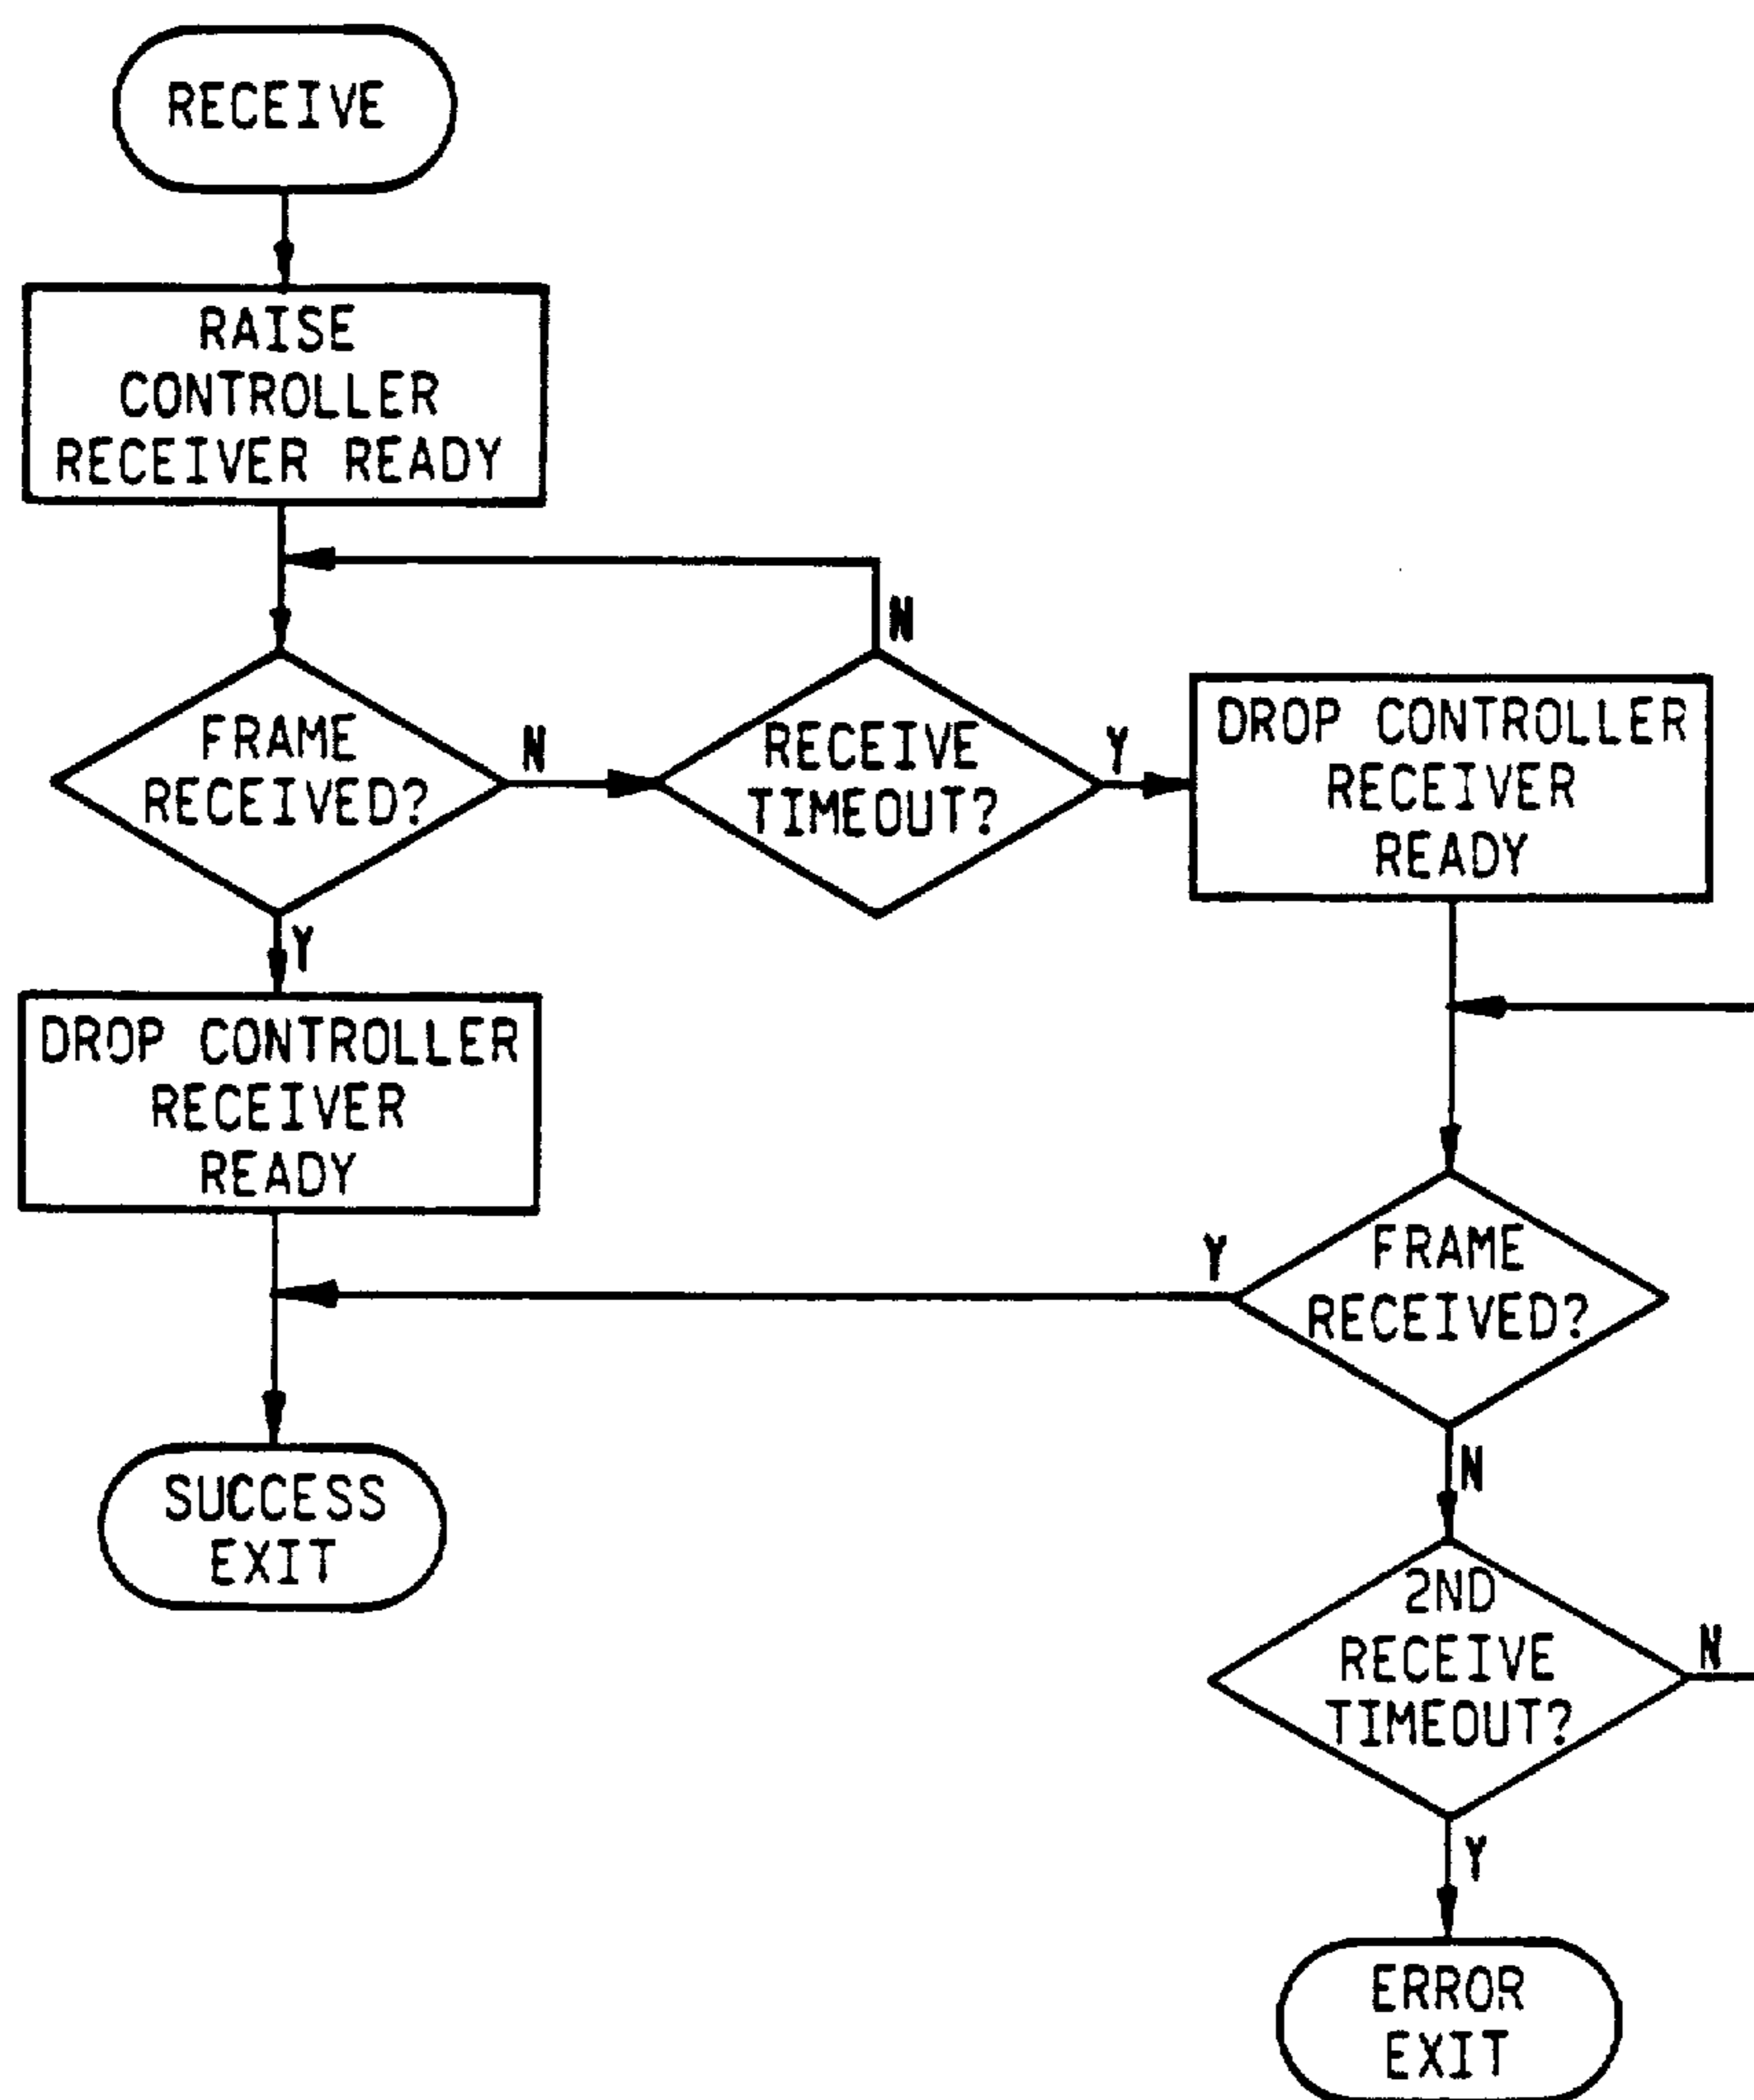 RECEIVE
RAISE
CONTROLLER
RECEIVER READY
FRAME
RECEIVED?
N
RECEIVE
TIMEOUT?
N
Y
DROP CONTROLLER
RECEIVER
READY
Y
DROP CONTROLLER
RECEIVER
READY
Y
FRAME
RECEIVED?
N
SUCCESS
EXIT
2ND
RECEIVE
TIMEOUT?
N
Y
ERROR
EXIT